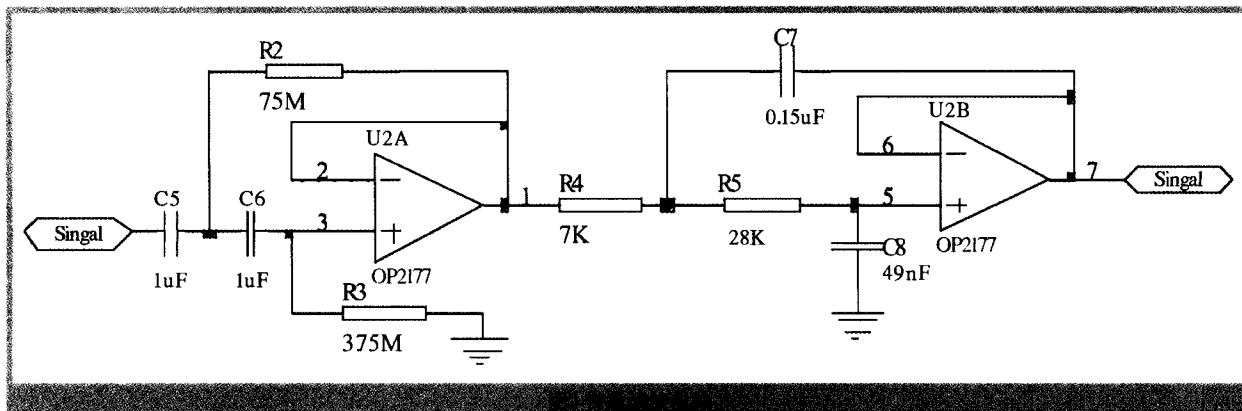 C7
R2
75M
0.15uF
U2A
U2B
2
6
C5
C6
3
1
R4
R5
5
7
Singal
Singal
7K
28K
C8
1uF
1uF
OP2177
OP2177
49nF
R3
375M